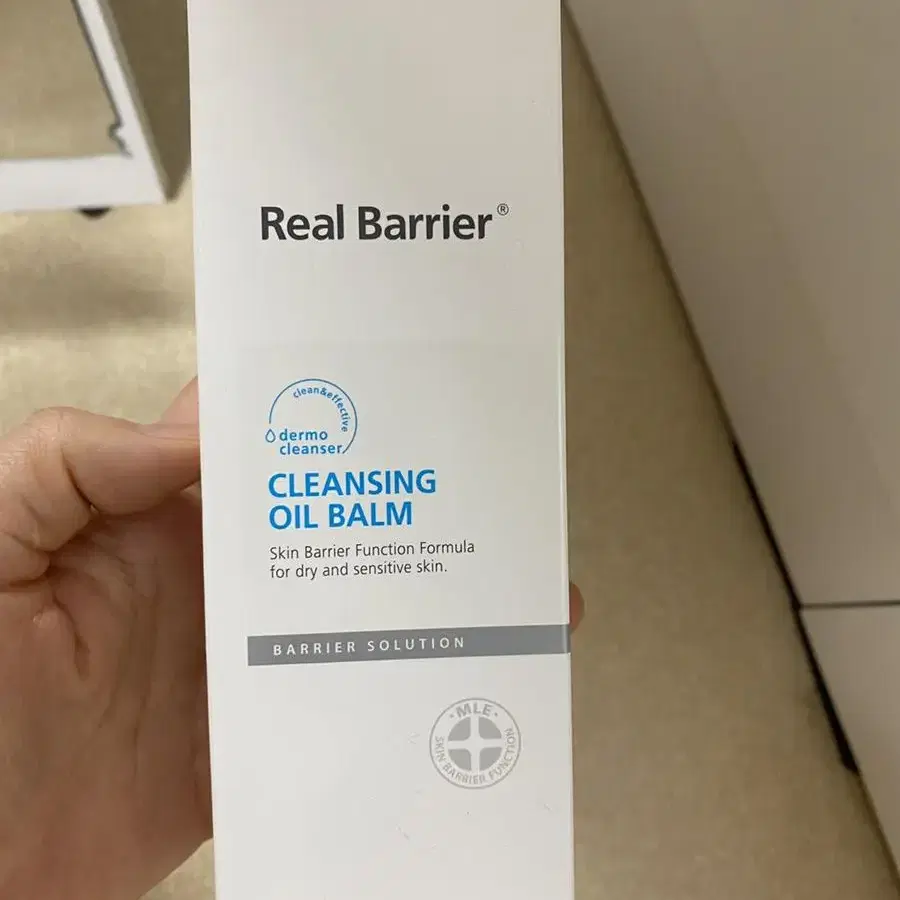 Real Barrier®
clean&effective
dermo
cleanser
CLEANSING
OIL BALM
Skin Barrier Function Formula
for dry and sensitive skin.
BARRIER SOLUTION
·MLE·
SKIN BARRIER FUNCTION